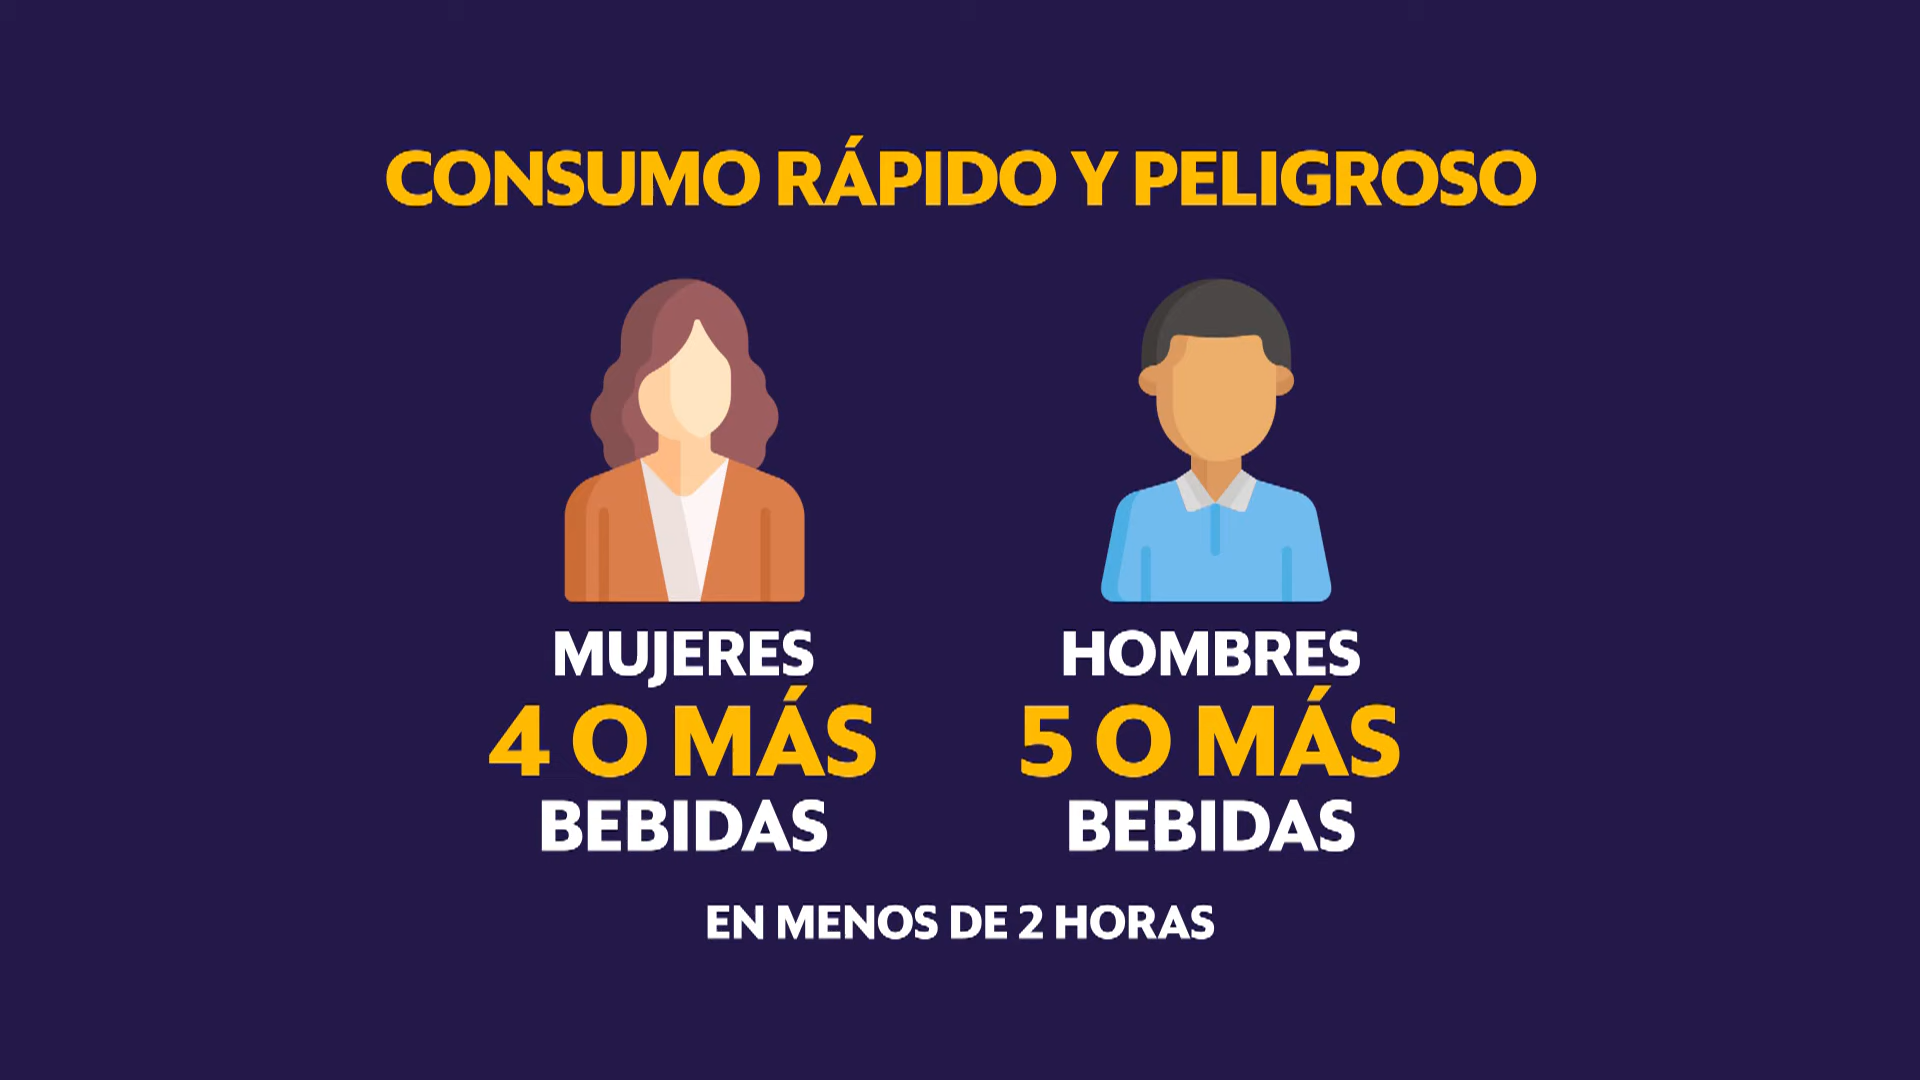 CONSUMO RÁPIDO Y PELIGROSO
MUJERES
4 O MÁS
BEBIDAS
HOMBRES
5 O MÁS
BEBIDAS
EN MENOS DE 2 HORAS